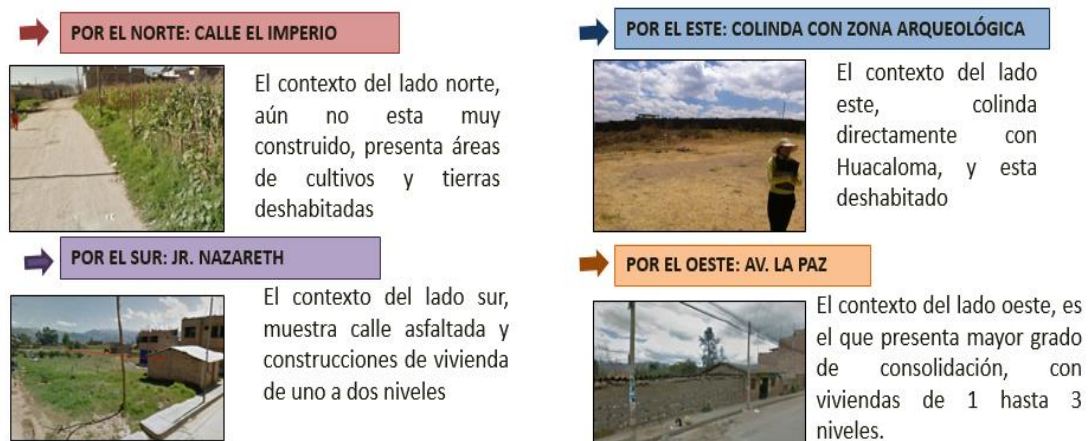 POR EL NORTE: CALLE EL IMPERIO
El contexto del lado norte,
aún no esta muy
construido, presenta áreas
de cultivos y tierras
deshabitadas
POR EL SUR: JR. NAZARETH
El contexto del lado sur,
muestra calle asfaltada y
construcciones de vivienda
de uno a dos niveles
POR EL ESTE: COLINDA CON ZONA ARQUEOLÓGICA
El contexto del lado
este, colinda
directamente con
Huacaloma, y esta
deshabitado
POR EL OESTE: AV. LA PAZ
El contexto del lado oeste, es
el que presenta mayor grado
de consolidación, con
viviendas de 1 hasta 3
niveles.